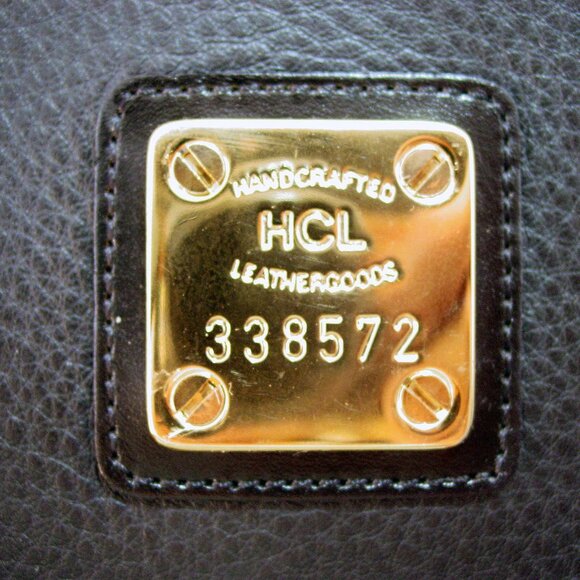 HANDCRAFTED
HCL
LEATHERGOODS
338572